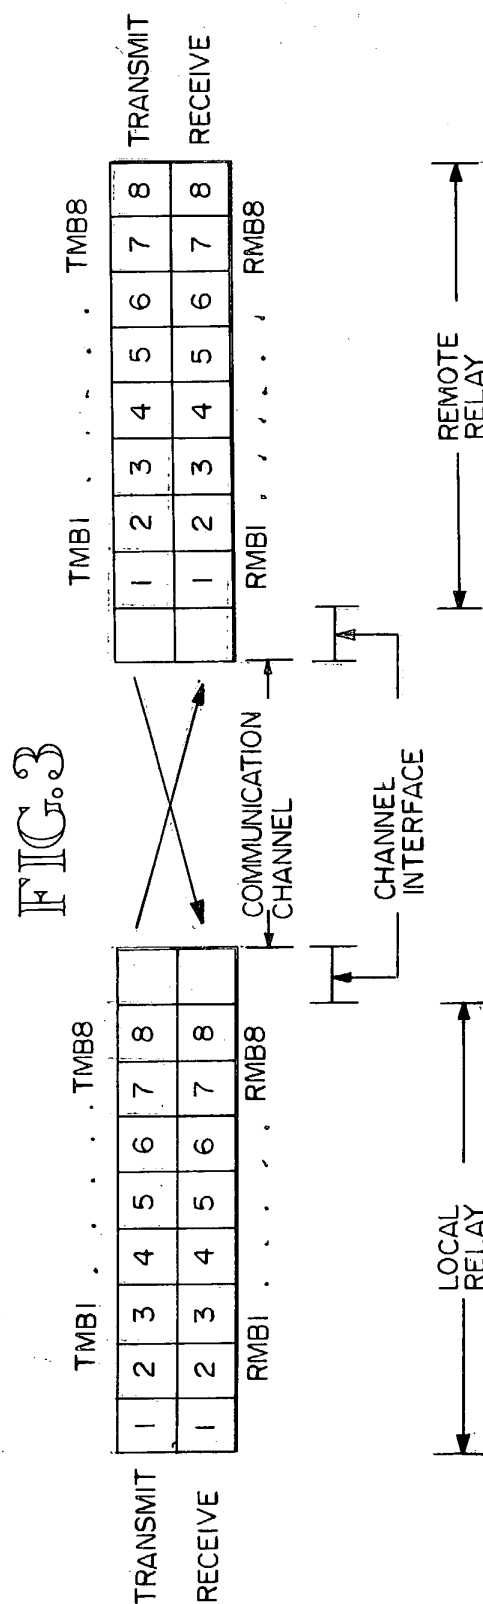 FIG.3
TMB1 . . . . . TMB8
TRANSMIT 1 2 3 4 5 6 7 8
RECEIVE 1 2 3 4 5 6 7 8
RMB1 . . . . . RMB8
TMB1 . . . . TMB8
1 2 3 4 5 6 7 8 TRANSMIT
1 2 3 4 5 6 7 8 RECEIVE
RMB1 . . . . . RMB8
COMMUNICATION
CHANNEL
CHANNEL
INTERFACE
LOCAL
RELAY
REMOTE
RELAY